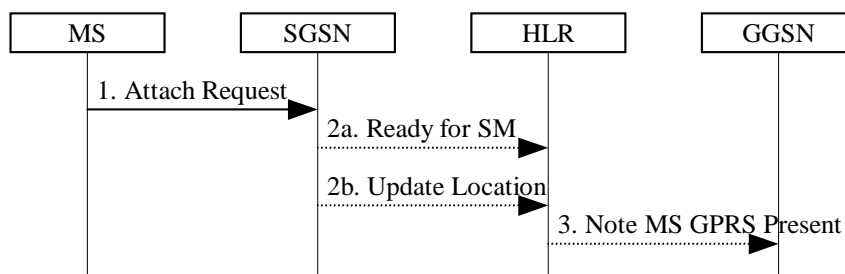 MS SGSN HLR GGSN
1. Attach Request
2a. Ready for SM
2b. Update Location
3. Note MS GPRS Present